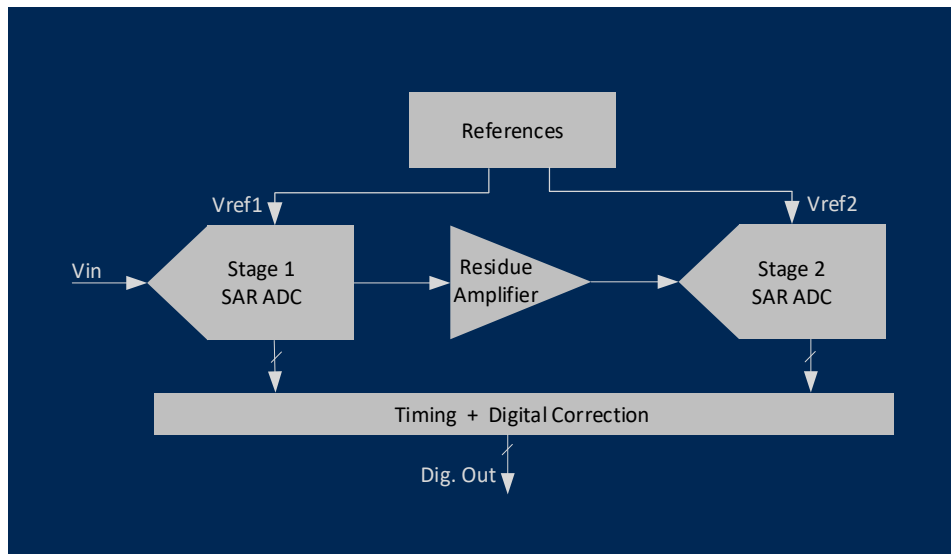 References
Vref1
Vref2
Vin
Stage 1
SAR ADC
Residue
Amplifier
Stage 2
SAR ADC
Timing + Digital Correction
Dig. Out